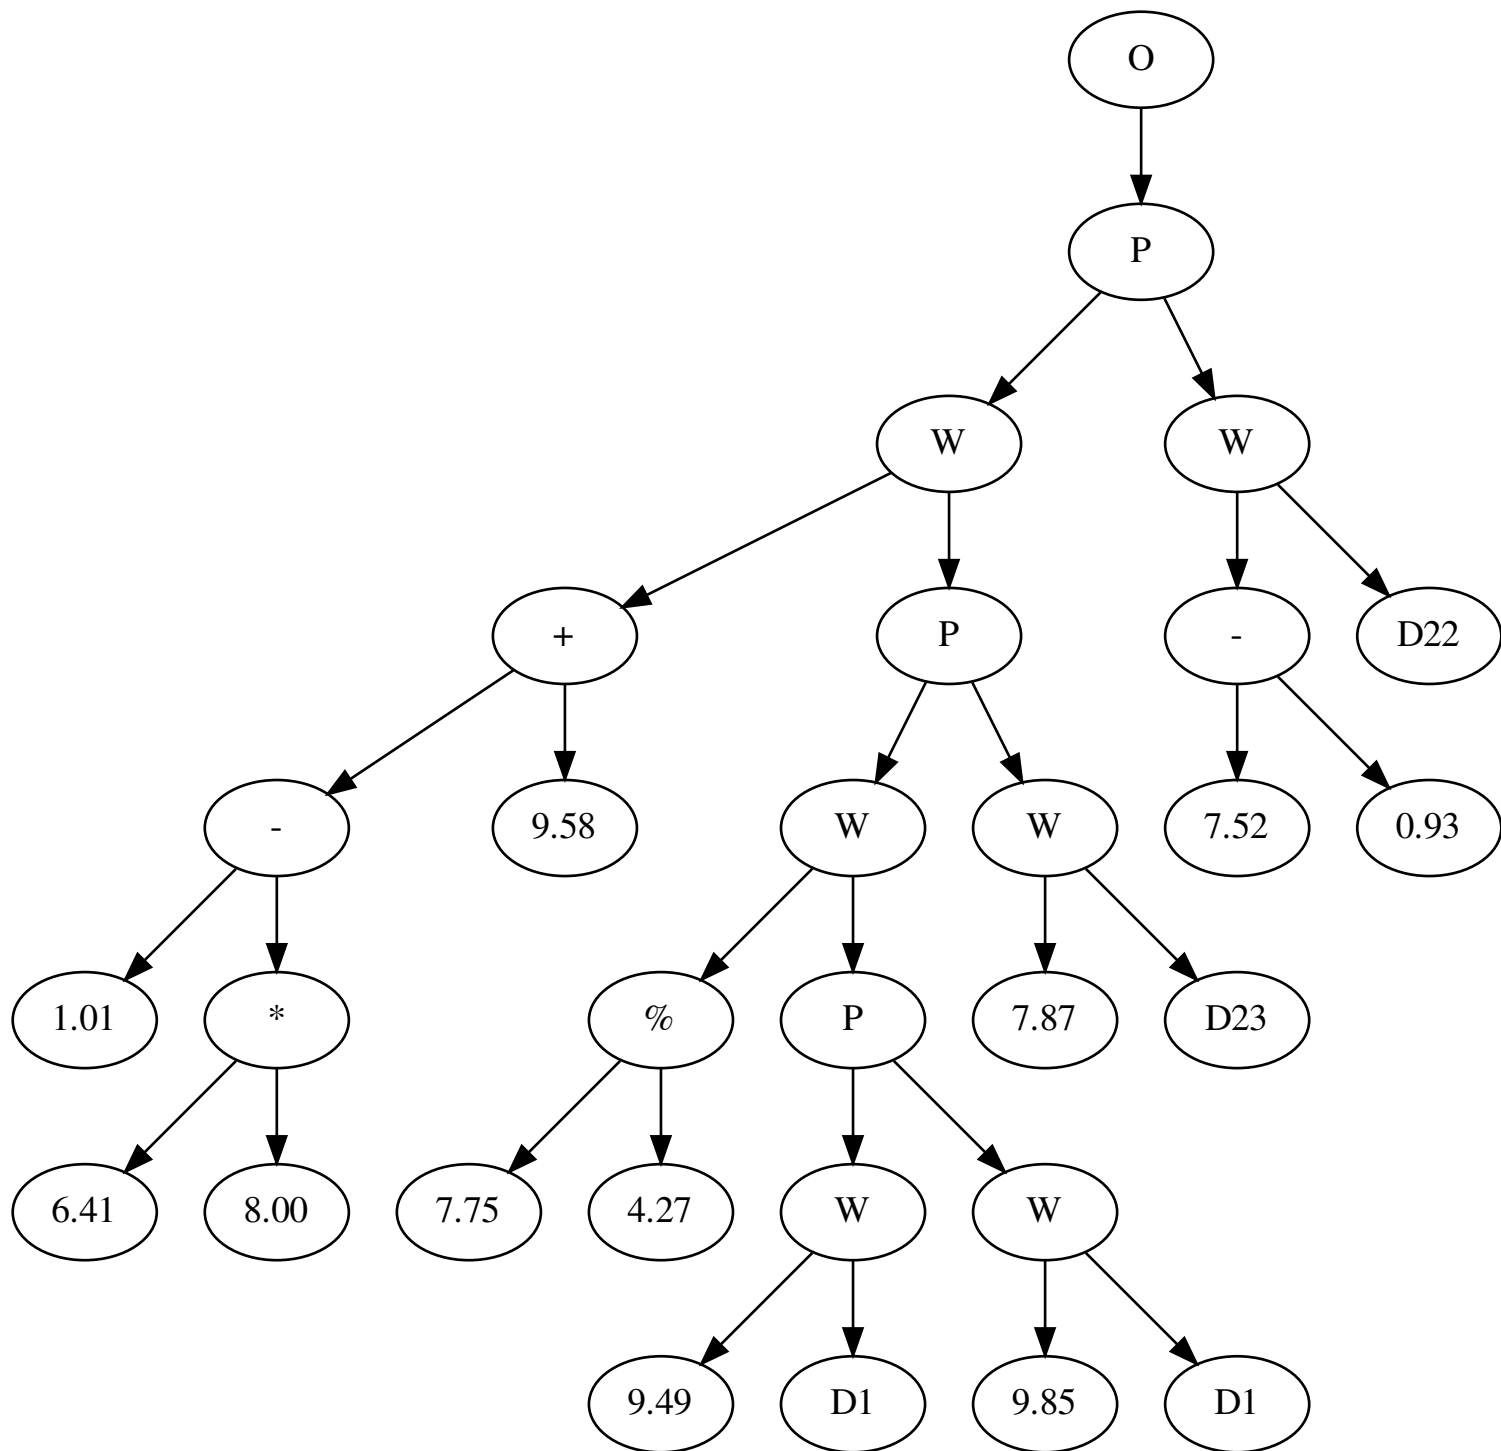 O
P
W W
+ P - D22
- 9.58 W W 7.52 0.93
1.01 * % P 7.87 D23
6.41 8.00 7.75 4.27 W W
9.49 D1 9.85 D1